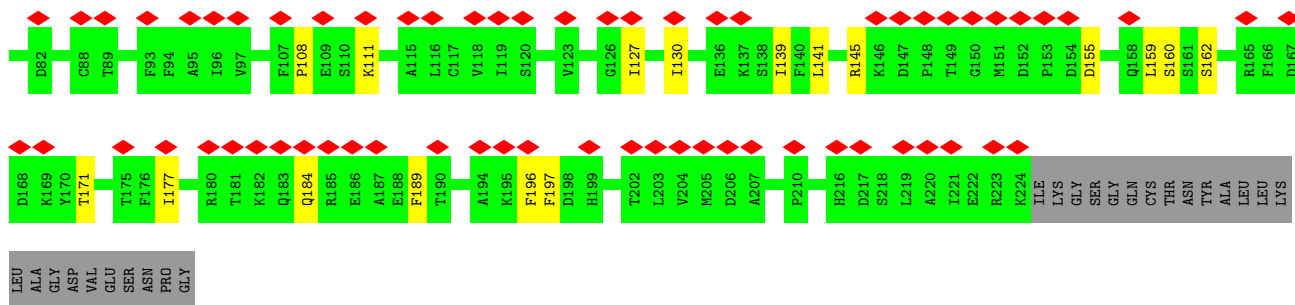 D82 C88 T89 F93 F94 A95 I96 V97 F107 P108 E109 S110 K111 A115 L116 C117 V118 I119 S120 V123 G126 I127 I130 E136 K137 S138 I139 F140 L141 R145 K146 D147 P148 T149 G150 M151 D152 P153 D154 D155 Q158 L159 S160 S161 S162 R165 F166 D167
D168 K169 Y170 T171 T175 F176 I177 R180 T181 K182 Q183 Q184 R185 E186 A187 E188 F189 T190 A194 K195 F196 F197 D198 H199 T202 L203 V204 M205 D206 A207 P210 H216 D217 S218 L219 A220 I221 E222 R223 K224 ILE LYS GLY SER GLY GLN CYS THR ASN TYR ALA LEU LEU LYS
LEU ALA GLY ASP VAL GLU SER ASN PRO GLY